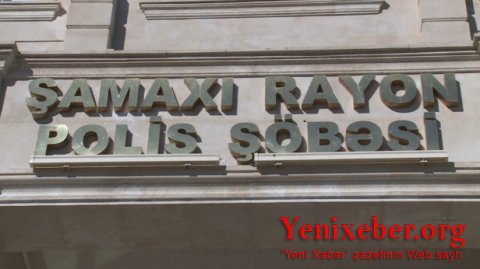 ŞAMAXI RAYON
POLİS ŞÖBƏSİ
Yenixeber.org
"Yeni Xəbər" qəzetinin Web saytı